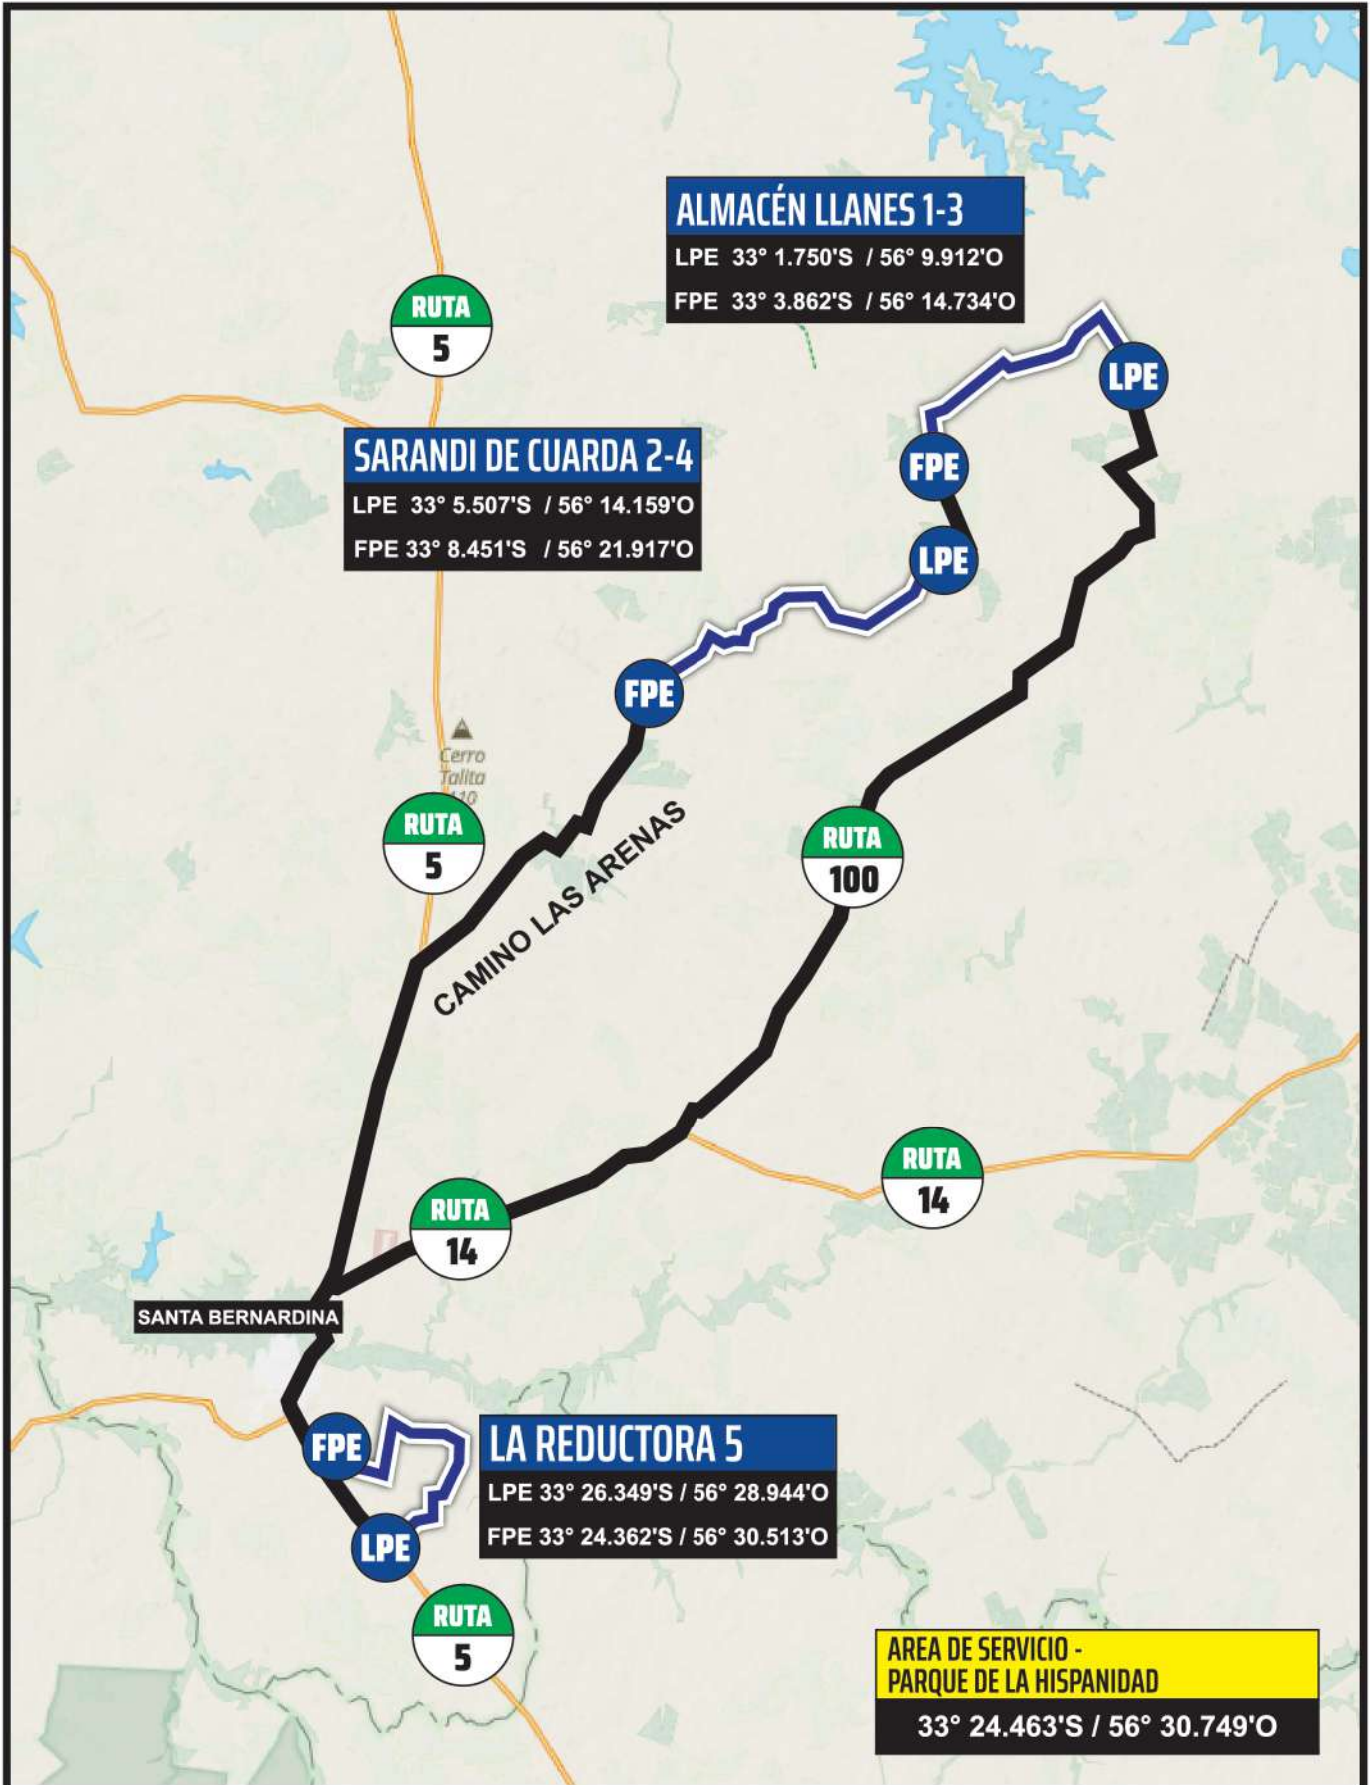 ALMACÉN LLANES 1-3
LPE 33° 1.750'S / 56° 9.912'O
FPE 33° 3.862'S / 56° 14.734'O
RUTA
5
LPE
SARANDI DE CUARDA 2-4
LPE 33° 5.507'S / 56° 14.159'O
FPE 33° 8.451'S / 56° 21.917'O
FPE
LPE
FPE
Cerro
Talita
110
RUTA
5
CAMINO LAS ARENAS
RUTA
100
RUTA
14
RUTA
14
SANTA BERNARDINA
FPE
LA REDUCTORA 5
LPE 33° 26.349'S / 56° 28.944'O
FPE 33° 24.362'S / 56° 30.513'O
LPE
RUTA
5
AREA DE SERVICIO -
PARQUE DE LA HISPANIDAD
33° 24.463'S / 56° 30.749'O